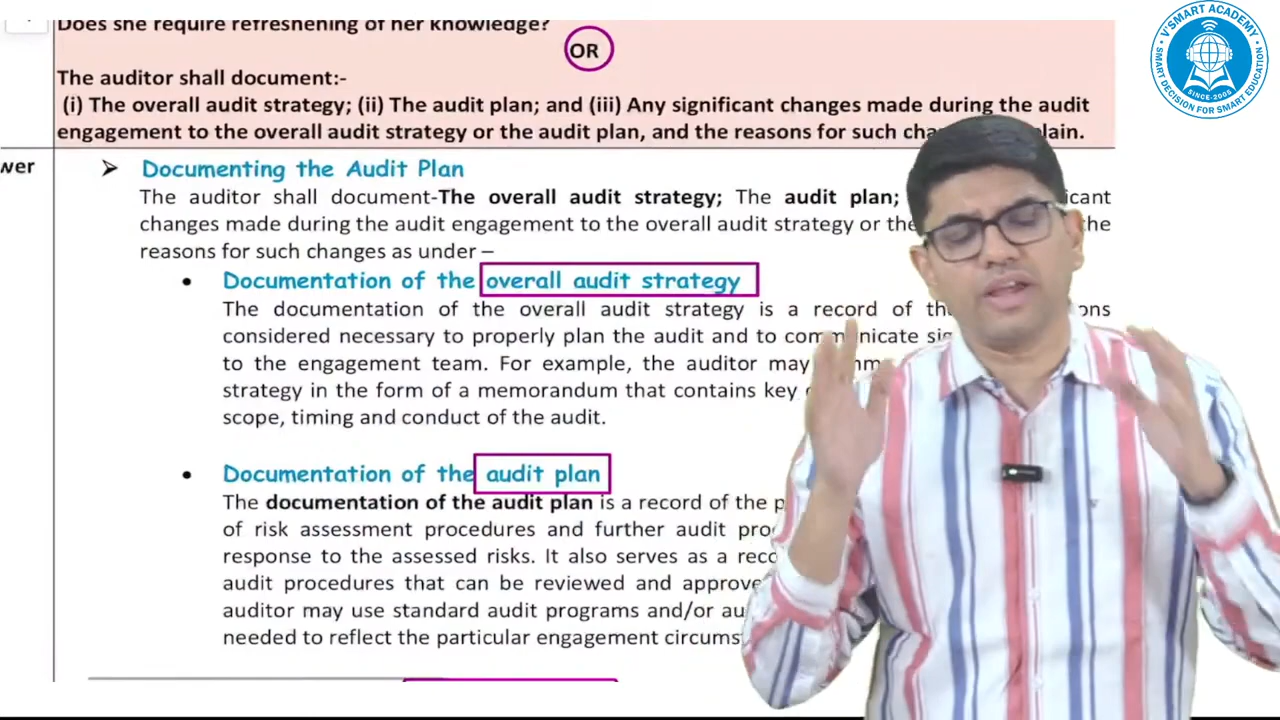 Does she require refreshening of her knowledge?
OR
The auditor shall document:-
(i) The overall audit strategy; (ii) The audit plan; and (iii) Any significant changes made during the audit
engagement to the overall audit strategy or the audit plan, and the reasons for such
wer
➤ Documenting the Audit Plan
The auditor shall document-The overall audit strategy; The audit plan;
changes made during the audit engagement to the overall audit strategy or the the
reasons for such changes as under –
• Documentation of the overall audit strategy
The documentation of the overall audit strategy is a record of
considered necessary to properly plan the audit and to communicate
to the engagement team. For example, the auditor may
strategy in the form of a memorandum that contains key
scope, timing and conduct of the audit.
• Documentation of the audit plan
The documentation of the audit plan is a record of the
of risk assessment procedures and further audit
response to the assessed risks. It also serves as a
audit procedures that can be reviewed and
auditor may use standard audit programs and/or
needed to reflect the particular engagement
V'SMART ACADEMY
SINCE-2005
SMART DECISION FOR SMART EDUCATION